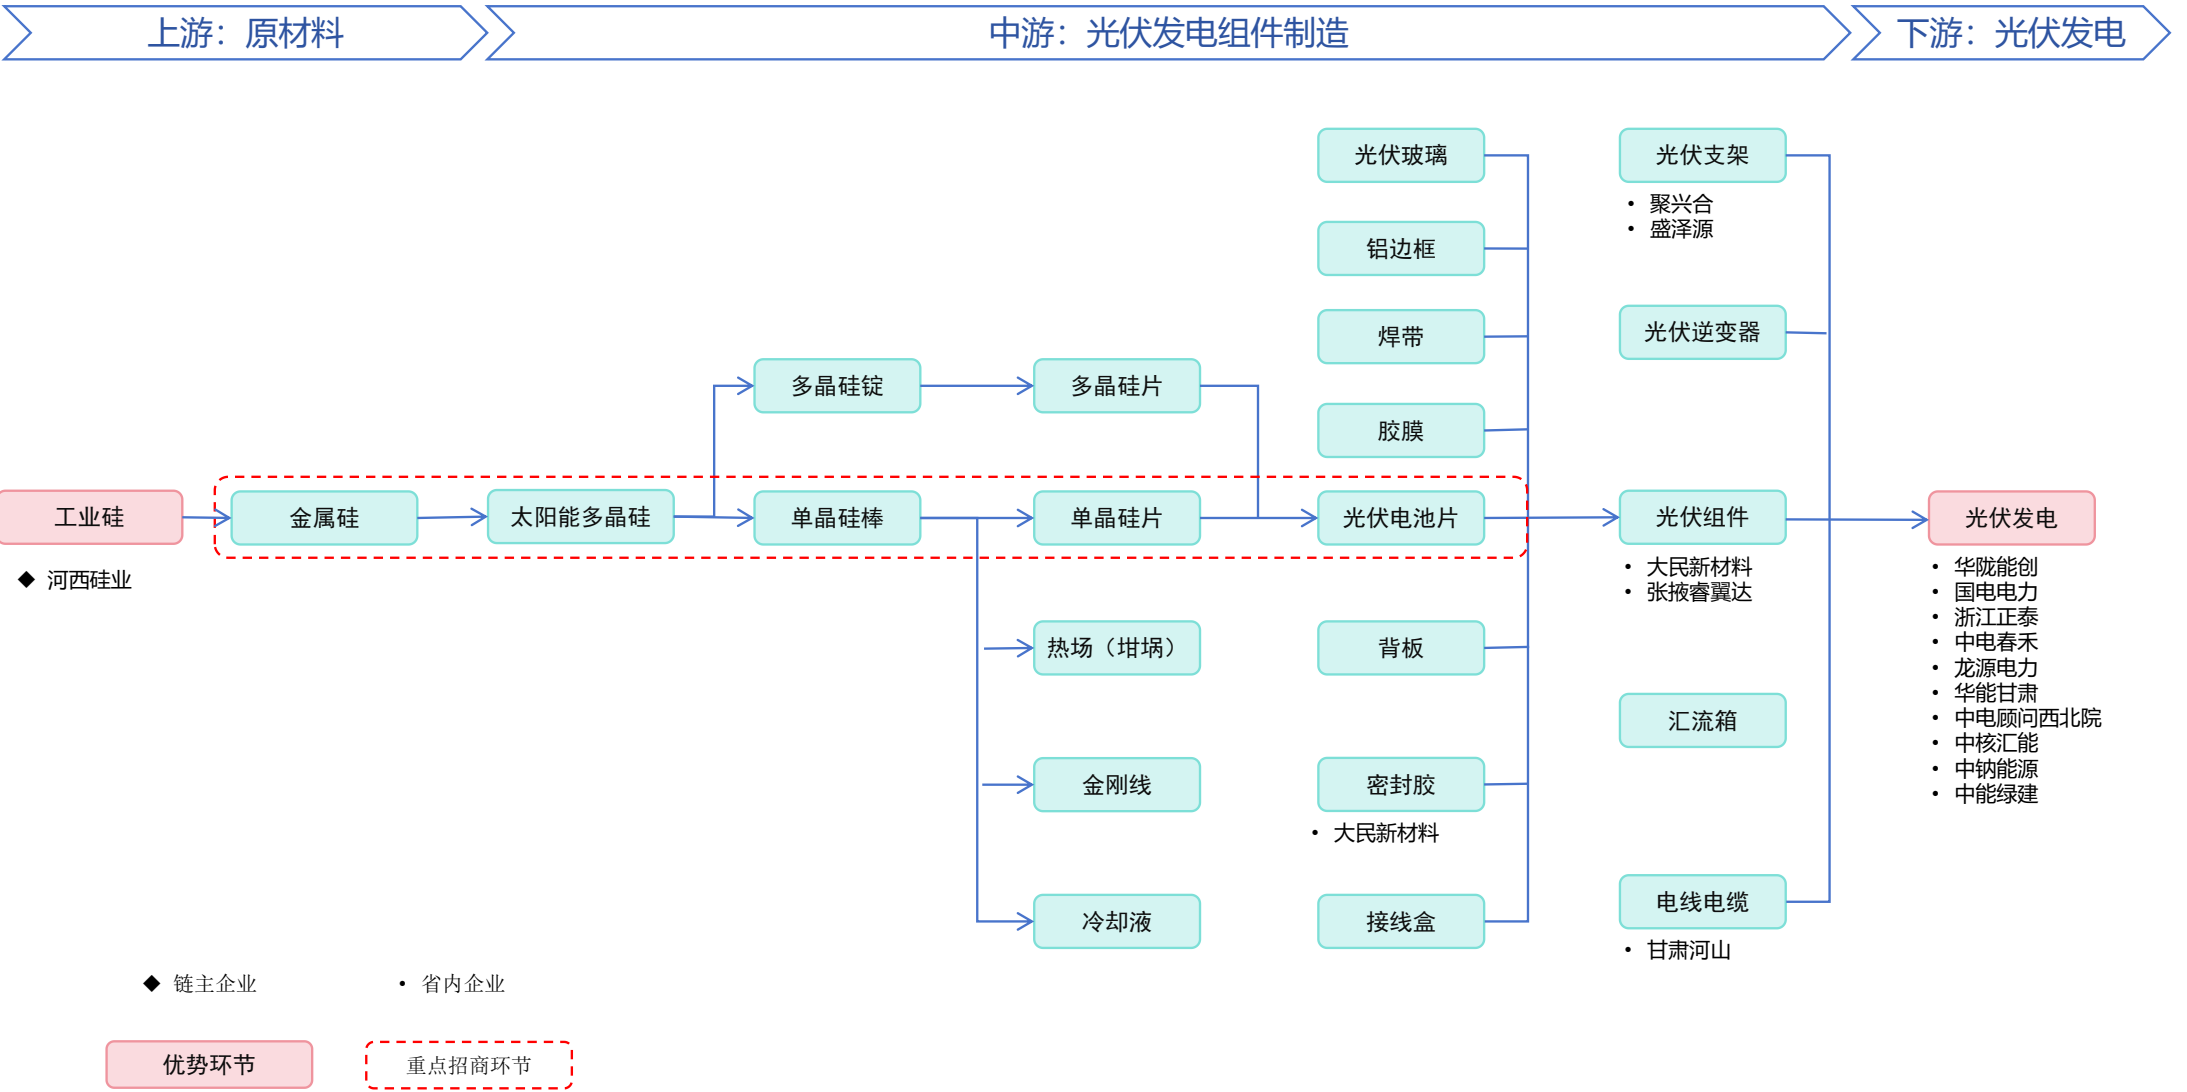 上游：原材料
中游：光伏发电组件制造
下游：光伏发电
光伏玻璃
光伏支架
• 聚兴合
• 盛泽源
铝边框
光伏逆变器
焊带
多晶硅锭
多晶硅片
胶膜
工业硅
金属硅
太阳能多晶硅
单晶硅棒
单晶硅片
光伏电池片
光伏组件
光伏发电
◆ 河西硅业
• 大民新材料
• 张掖睿翼达
• 华陇能创
• 国电电力
• 浙江正泰
• 中电春禾
• 龙源电力
• 华能甘肃
• 中电顾问西北院
• 中核汇能
• 中钠能源
• 中能绿建
热场（坩埚）
背板
汇流箱
金刚线
密封胶
• 大民新材料
冷却液
接线盒
电线电缆
• 甘肃河山
◆ 链主企业
• 省内企业
优势环节
重点招商环节